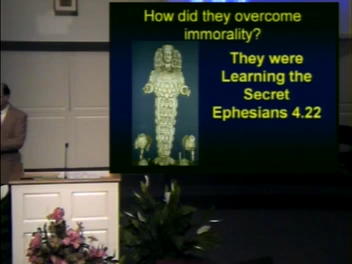 How did they overcome
immorality?
They were
Learning the
Secret
Ephesians 4.22